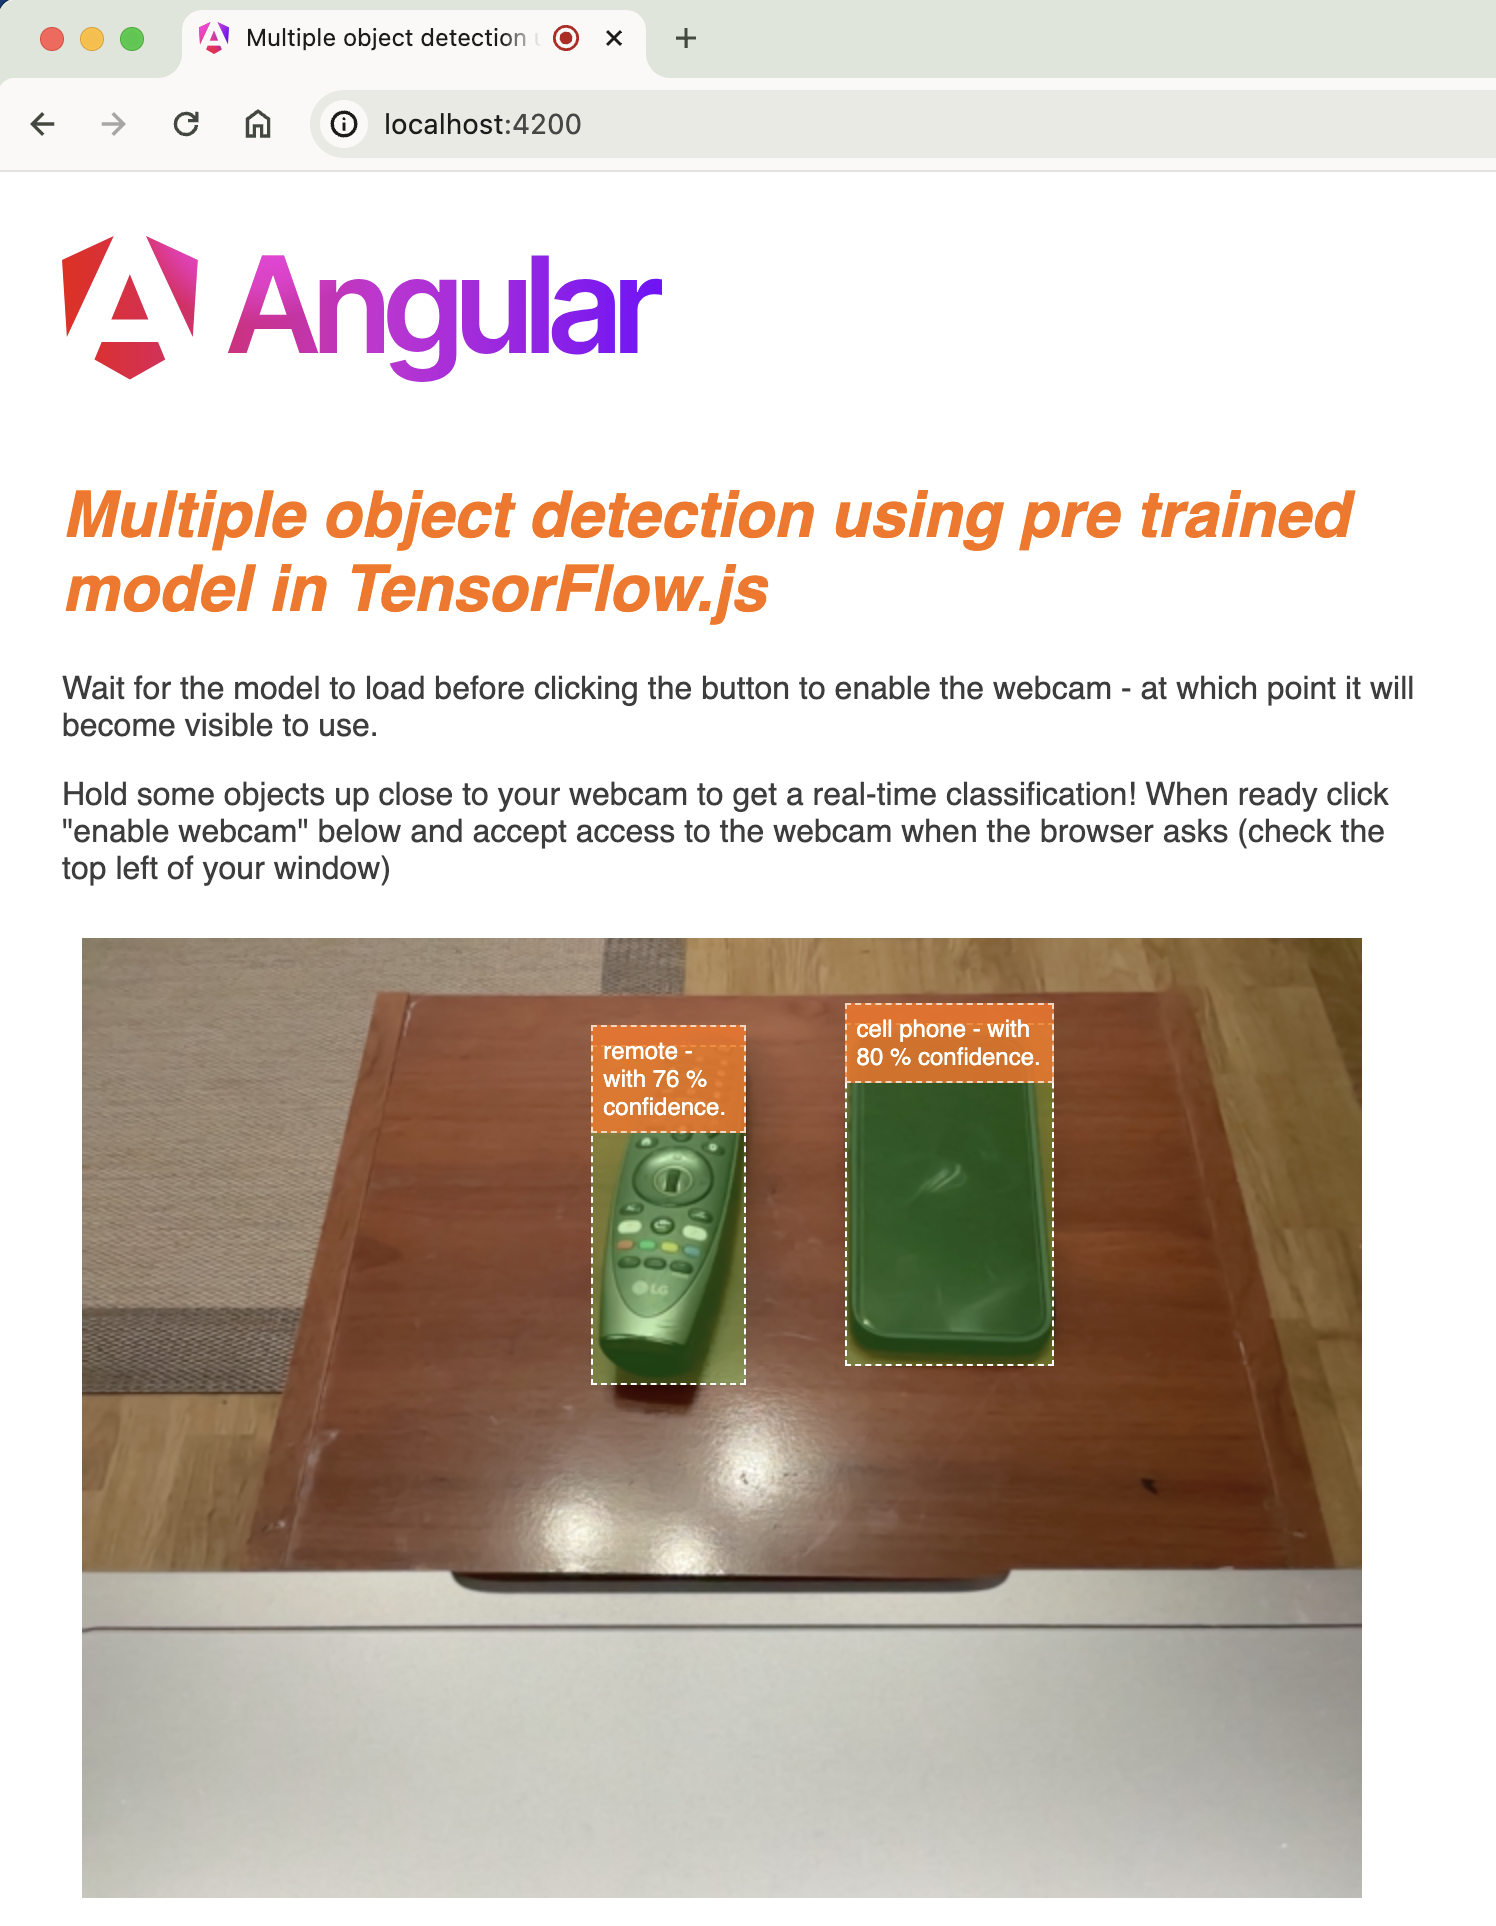 Multiple object detection
localhost:4200
Angular
Multiple object detection using pre trained
model in TensorFlow.js
Wait for the model to load before clicking the button to enable the webcam - at which point it will
become visible to use.
Hold some objects up close to your webcam to get a real-time classification! When ready click
"enable webcam" below and accept access to the webcam when the browser asks (check the
top left of your window)
remote -
with 76 %
confidence.
cell phone - with
80 % confidence.
LG